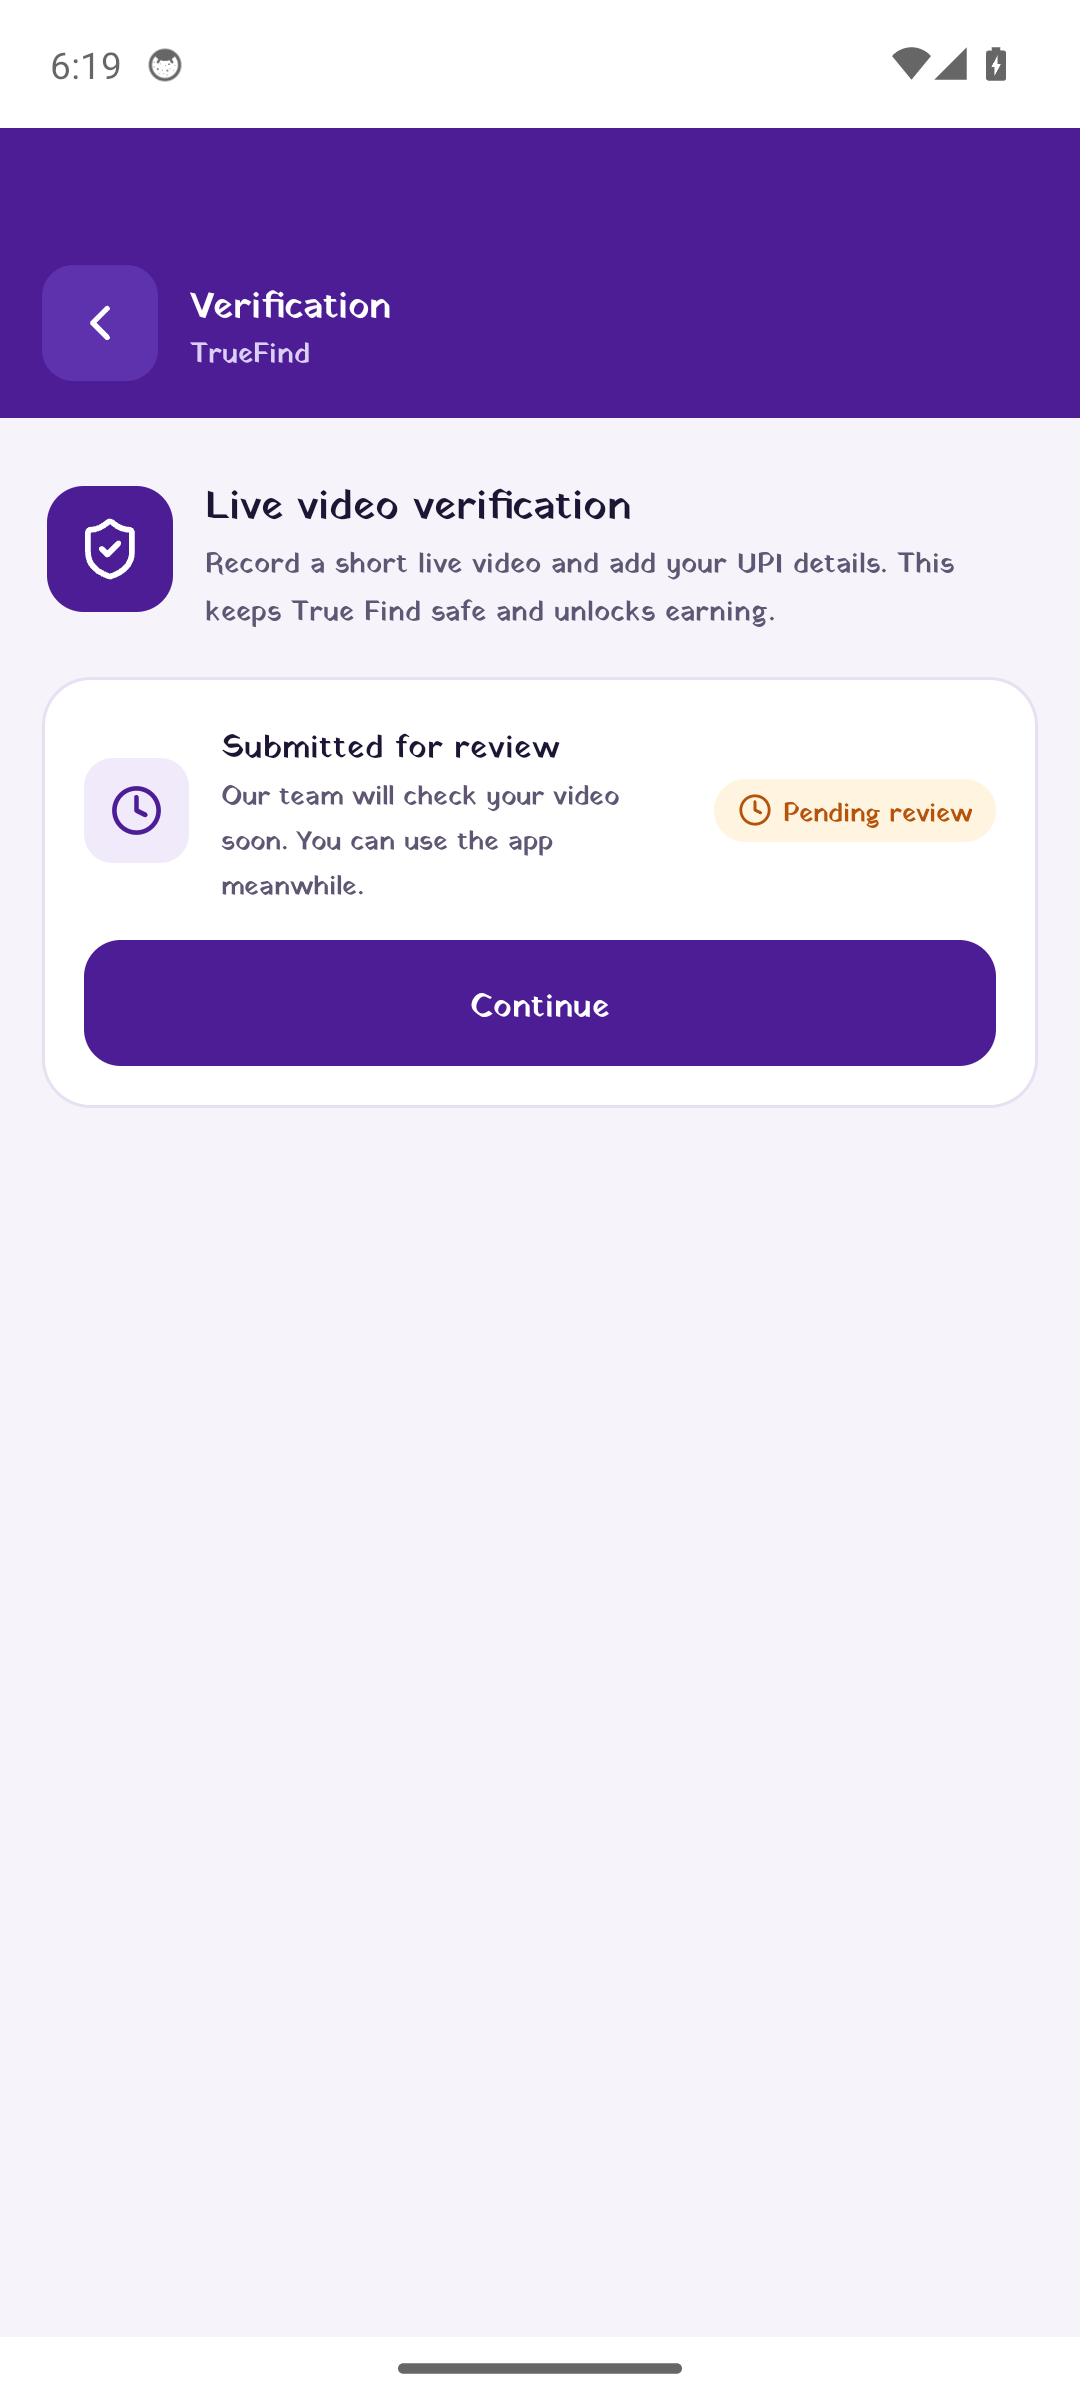 6:19
Verification
TrueFind
Live video verification
Record a short live video and add your UPI details. This
keeps True Find safe and unlocks earning.
Submitted for review
Our team will check your video
soon. You can use the app
meanwhile.
Pending review
Continue